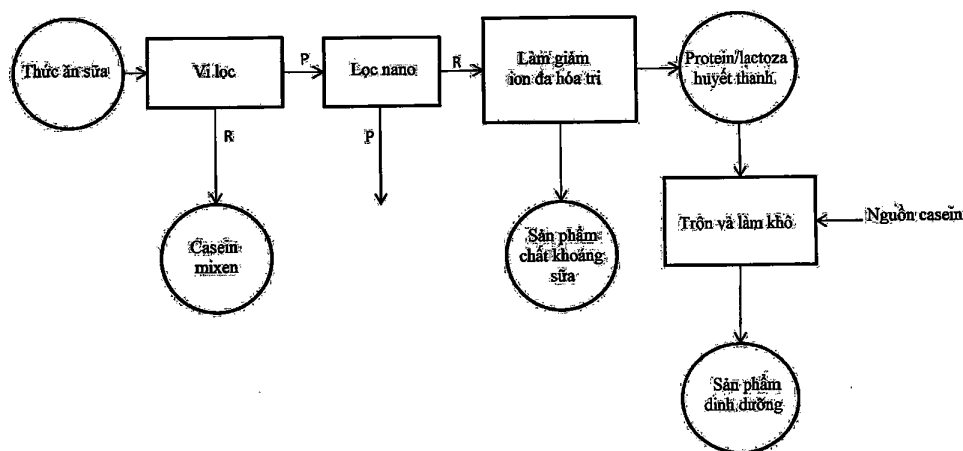 Thức ăn sữa
Vi lọc
P
Lọc nano
R
Làm giảm
ion đa hóa trị
Protein/lactoza
huyết thanh
R
P
Casein
mixen
Sản phẩm
chất khoáng
sữa
Trộn và làm khô
Nguồn casein
Sản phẩm
dinh dưỡng